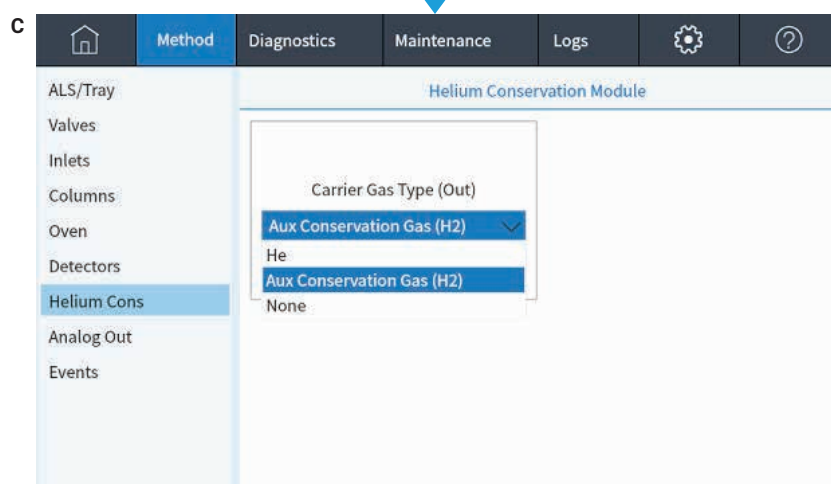 C
Method Diagnostics Maintenance Logs
ALS/Tray
Helium Conservation Module
Valves
Inlets
Columns
Oven
Detectors
Helium Cons
Analog Out
Events
Carrier Gas Type (Out)
Aux Conservation Gas (H2)
He
Aux Conservation Gas (H2)
None